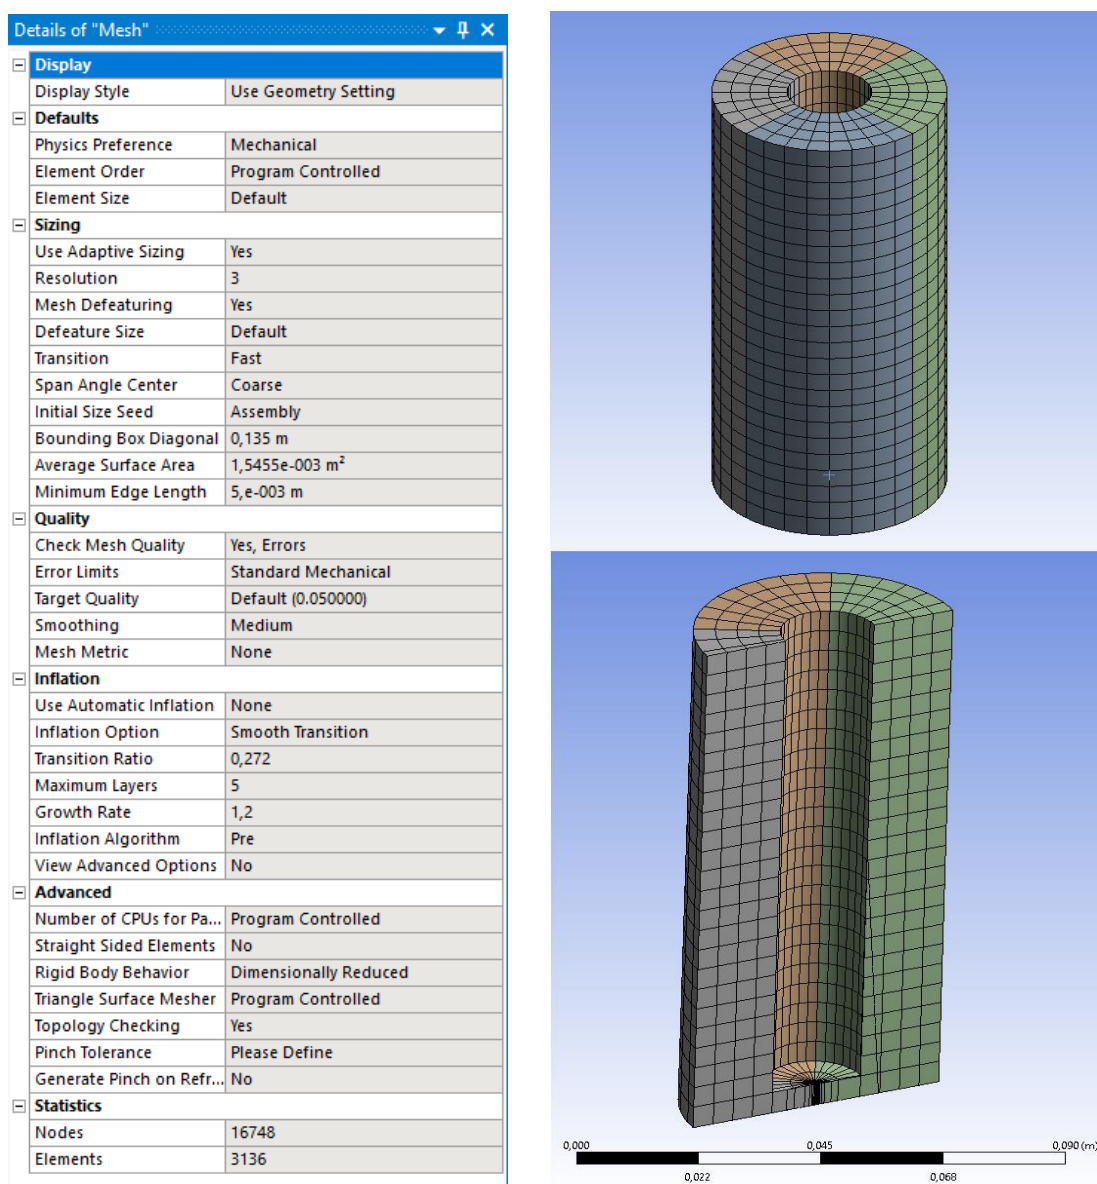 Details of "Mesh"
Display
Display Style Use Geometry Setting
Defaults
Physics Preference Mechanical
Element Order Program Controlled
Element Size Default
Sizing
Use Adaptive Sizing Yes
Resolution 3
Mesh Defeaturing Yes
Defeature Size Default
Transition Fast
Span Angle Center Coarse
Initial Size Seed Assembly
Bounding Box Diagonal 0,135 m
Average Surface Area 1,5455e-003 m²
Minimum Edge Length 5,e-003 m
Quality
Check Mesh Quality Yes, Errors
Error Limits Standard Mechanical
Target Quality Default (0.050000)
Smoothing Medium
Mesh Metric None
Inflation
Use Automatic Inflation None
Inflation Option Smooth Transition
Transition Ratio 0,272
Maximum Layers 5
Growth Rate 1,2
Inflation Algorithm Pre
View Advanced Options No
Advanced
Number of CPUs for Pa... Program Controlled
Straight Sided Elements No
Rigid Body Behavior Dimensionally Reduced
Triangle Surface Mesher Program Controlled
Topology Checking Yes
Pinch Tolerance Please Define
Generate Pinch on Refr... No
Statistics
Nodes 16748
Elements 3136
0,000 0,045 0,090 (m)
0,022 0,068